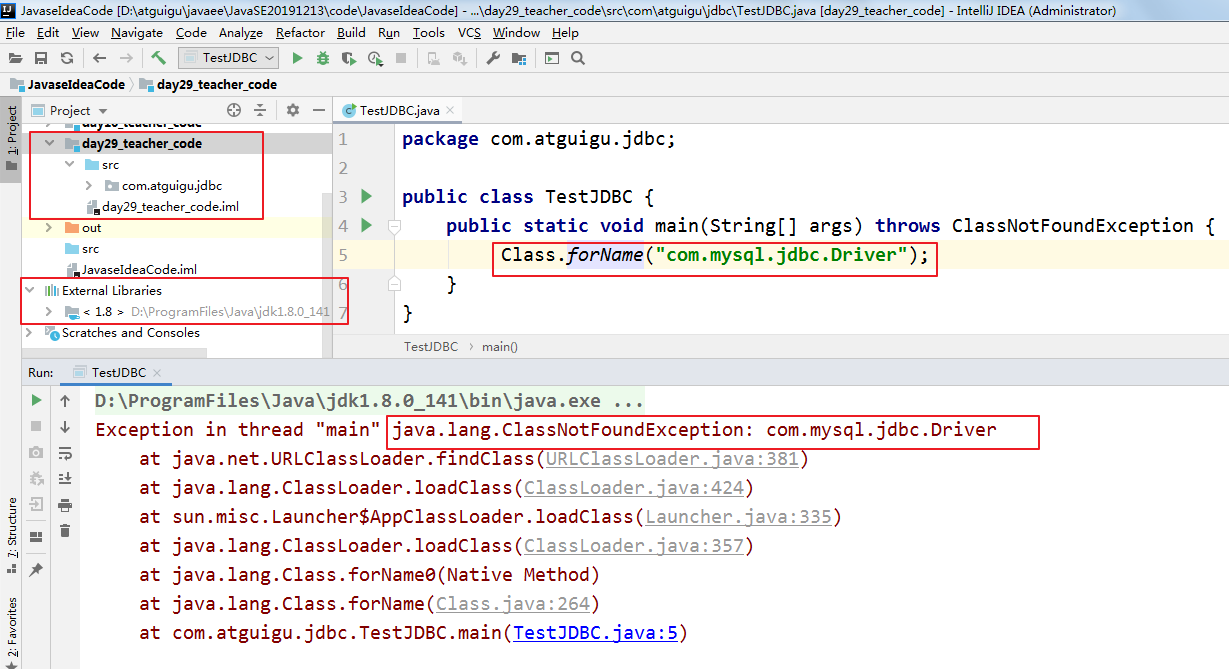 JavaseIdeaCode [D:\atguigu\javaee\JavaSE20191213\code\JavaseIdeaCode] - ...\day29_teacher_code\src\com\atguigu\jdbc\TestJDBC.java [day29_teacher_code] - IntelliJ IDEA (Administrator)
File Edit View Navigate Code Analyze Refactor Build Run Tools VCS Window Help
TestJDBC
JavaseIdeaCode day29_teacher_code
1: Project
Project
TestJDBC.java
day29_teacher_code
src
com.atguigu.jdbc
day29_teacher_code.iml
out
src
JavaseIdeaCode.iml
External Libraries
< 1.8 > D:\ProgramFiles\Java\jdk1.8.0_141
Scratches and Consoles
1 package com.atguigu.jdbc;
2
3 public class TestJDBC {
4 public static void main(String[] args) throws ClassNotFoundException {
5 Class.forName("com.mysql.jdbc.Driver");
6 }
7 }
TestJDBC > main()
Run: TestJDBC
D:\ProgramFiles\Java\jdk1.8.0_141\bin\java.exe ...
Exception in thread "main" java.lang.ClassNotFoundException: com.mysql.jdbc.Driver
at java.net.URLClassLoader.findClass(URLClassLoader.java:381)
at java.lang.ClassLoader.loadClass(ClassLoader.java:424)
at sun.misc.Launcher$AppClassLoader.loadClass(Launcher.java:335)
at java.lang.ClassLoader.loadClass(ClassLoader.java:357)
at java.lang.Class.forName0(Native Method)
at java.lang.Class.forName(Class.java:264)
at com.atguigu.jdbc.TestJDBC.main(TestJDBC.java:5)
7: Structure
2: Favorites